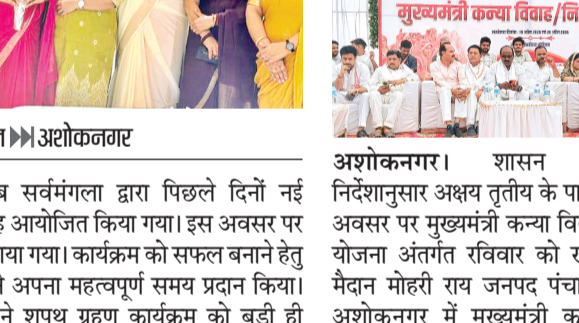 अशोकनगर
सर्वमंगला द्वारा पिछले दिनों नई
आयोजित किया गया। इस अवसर पर
गया। कार्यक्रम को सफल बनाने हेतु
अपना महत्वपूर्ण समय प्रदान किया।
शपथ ग्रहण कार्यक्रम को बड़ी ही
मुख्यमंत्री कन्या विवाह/नि
अशोकनगर। शासन
निर्देशानुसार अक्षय तृतीय के पा
अवसर पर मुख्यमंत्री कन्या वि
योजना अंतर्गत रविवार को
मैदान मोहरी राय जनपद पंचा
अशोकनगर में मुख्यमंत्री क